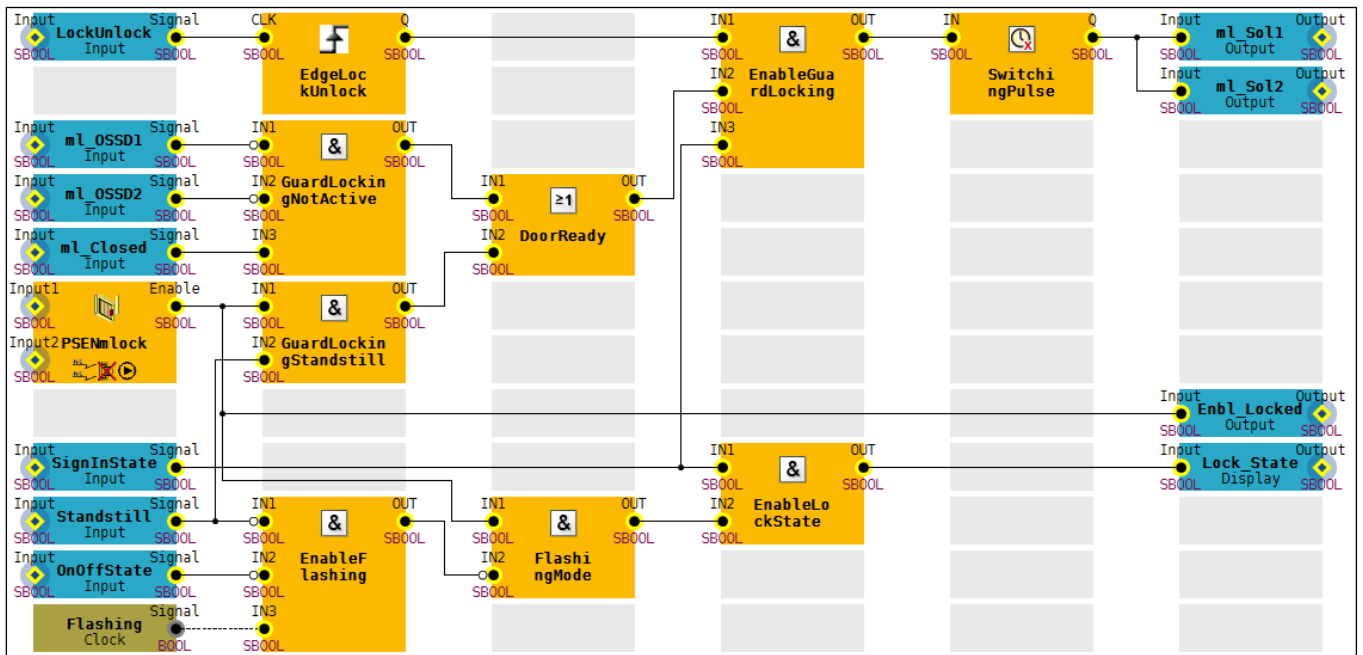 Input Signal CLK Q IN1 OUT IN Q Input Output
LockUnlock & ml_Sol1
Input Output
SBOOL SBOOL SBOOL SBOOL SBOOL SBOOL SBOOL SBOOL SBOOL SBOOL
EdgeLoc IN2 EnableGua Switchi Input Output
kUnlock rdLocking ngPulse ml_Sol2
Output
SBOOL SBOOL SBOOL
Input Signal IN1 OUT IN3
ml_OSSD1 &
Input
SBOOL SBOOL SBOOL SBOOL SBOOL
Input Signal IN2 GuardLockin IN1 OUT
ml_OSSD2 gNotActive ≥1
Input
SBOOL SBOOL SBOOL SBOOL SBOOL
Input Signal IN3 IN2 DoorReady
ml_Closed
Input
SBOOL SBOOL SBOOL SBOOL
Input1 Enable IN1 OUT
&
SBOOL SBOOL SBOOL SBOOL
Input2 PSENmlock IN2 GuardLockin
gStandstill
SBOOL SBOOL
Input Output
Enbl_Locked
Output
SBOOL SBOOL
Input Signal IN1 OUT Input Output
SignInState & Lock_State
Input Display
SBOOL SBOOL SBOOL SBOOL SBOOL SBOOL
Input Signal IN1 OUT IN1 OUT IN2 EnableLo
Standstill & & ckState
Input
SBOOL SBOOL SBOOL SBOOL SBOOL SBOOL SBOOL
Input Signal IN2 EnableF IN2 Flashi
OnOffState lashing ngMode
Input
SBOOL SBOOL SBOOL SBOOL
Signal IN3
Flashing
Clock
BOOL SBOOL